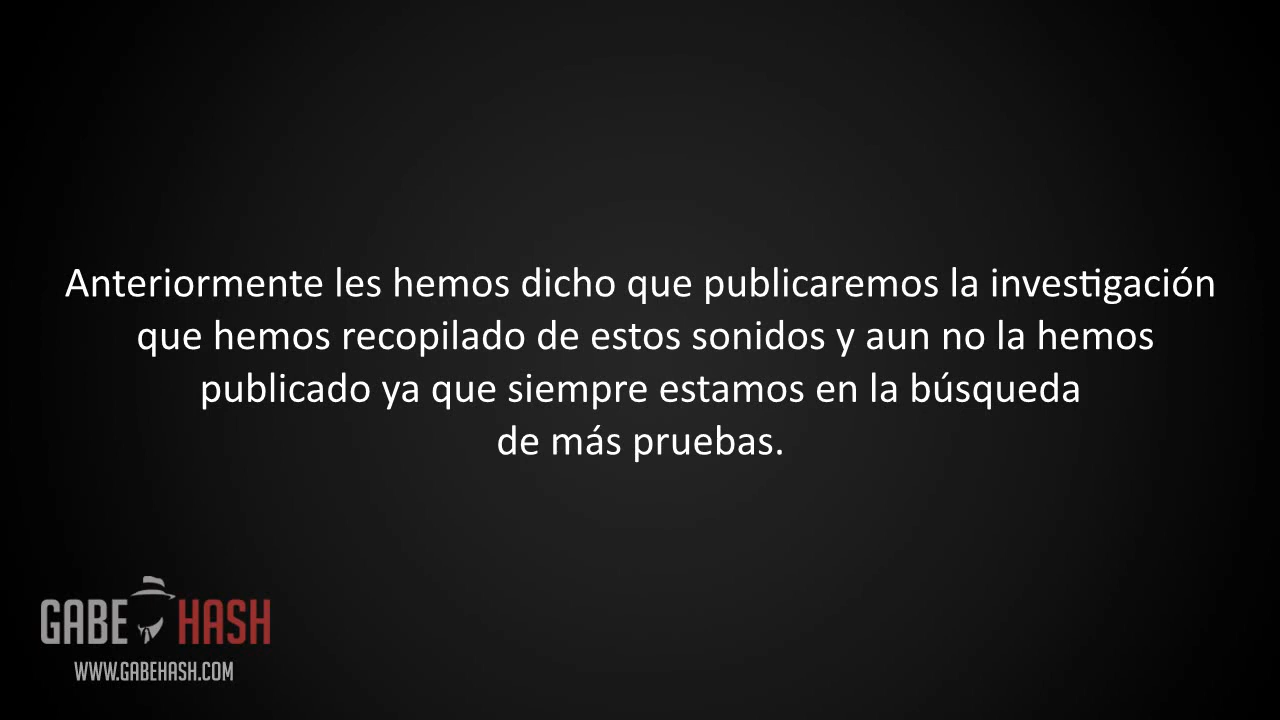 Anteriormente les hemos dicho que publicaremos la investigación
que hemos recopilado de estos sonidos y aun no la hemos
publicado ya que siempre estamos en la búsqueda
de más pruebas.
GABE HASH
WWW.GABEHASH.COM